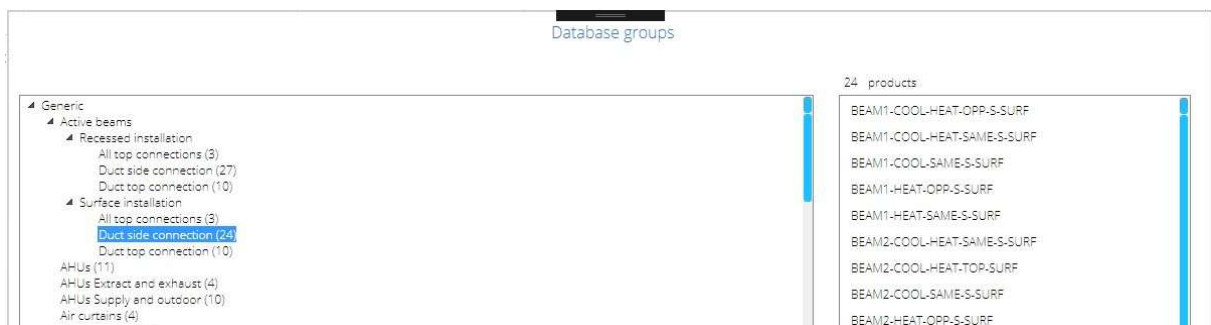 Database groups
24 products
Generic
Active beams
Recessed installation
All top connections (3)
Duct side connection (27)
Duct top connection (10)
Surface installation
All top connections (3)
Duct side connection (24)
Duct top connection (10)
AHUs (11)
AHUs Extract and exhaust (4)
AHUs Supply and outdoor (10)
Air curtains (4)
BEAM1-COOL-HEAT-OPP-S-SURF
BEAM1-COOL-HEAT-SAME-S-SURF
BEAM1-COOL-SAME-S-SURF
BEAM1-HEAT-OPP-S-SURF
BEAM1-HEAT-SAME-S-SURF
BEAM2-COOL-HEAT-SAME-S-SURF
BEAM2-COOL-HEAT-TOP-SURF
BEAM2-COOL-SAME-S-SURF
BEAM2-HEAT-OPP-S-SURF